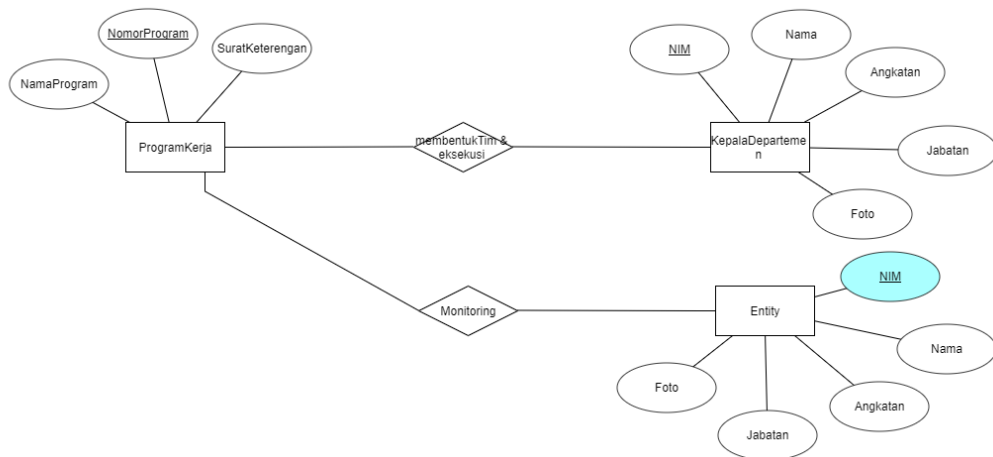 NomorProgram
SuratKeterengan
NamaProgram
ProgramKerja
membentukTim &
eksekusi
NIM
Nama
Angkatan
KepalaDeparteme
n
Jabatan
Foto
Monitoring
NIM
Entity
Nama
Foto
Angkatan
Jabatan